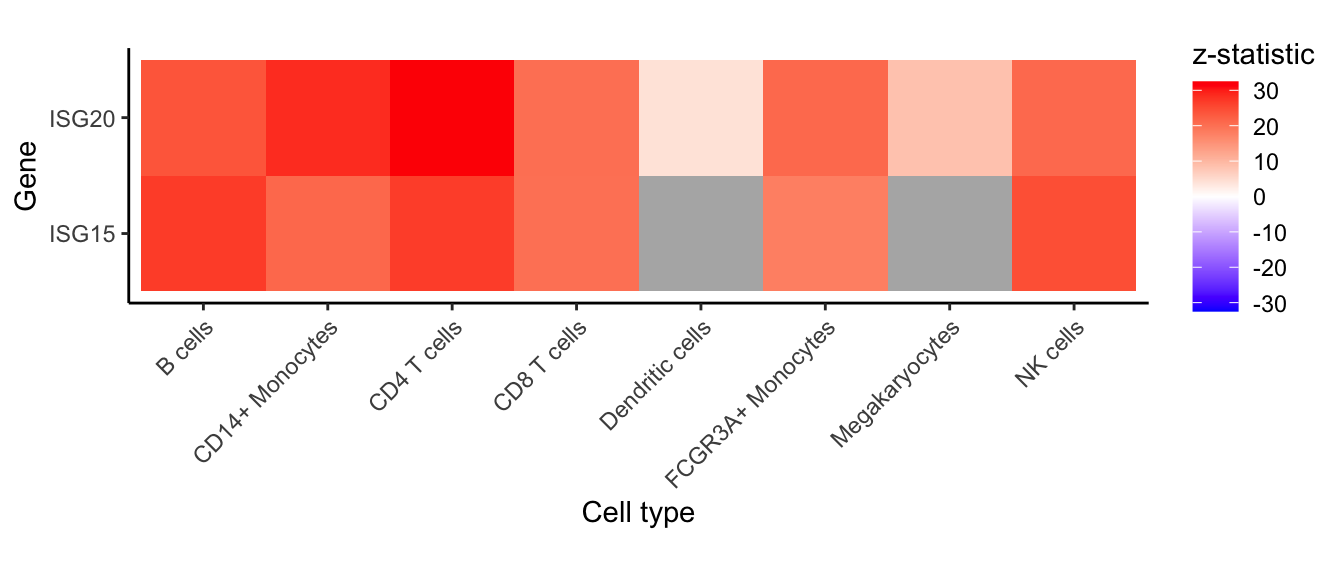 z-statistic
30
20
10
0
-10
-20
-30
Gene
ISG20
ISG15
B cells
CD14+ Monocytes
CD4 T cells
CD8 T cells
Dendritic cells
FCGR3A+ Monocytes
Megakaryocytes
NK cells
Cell type